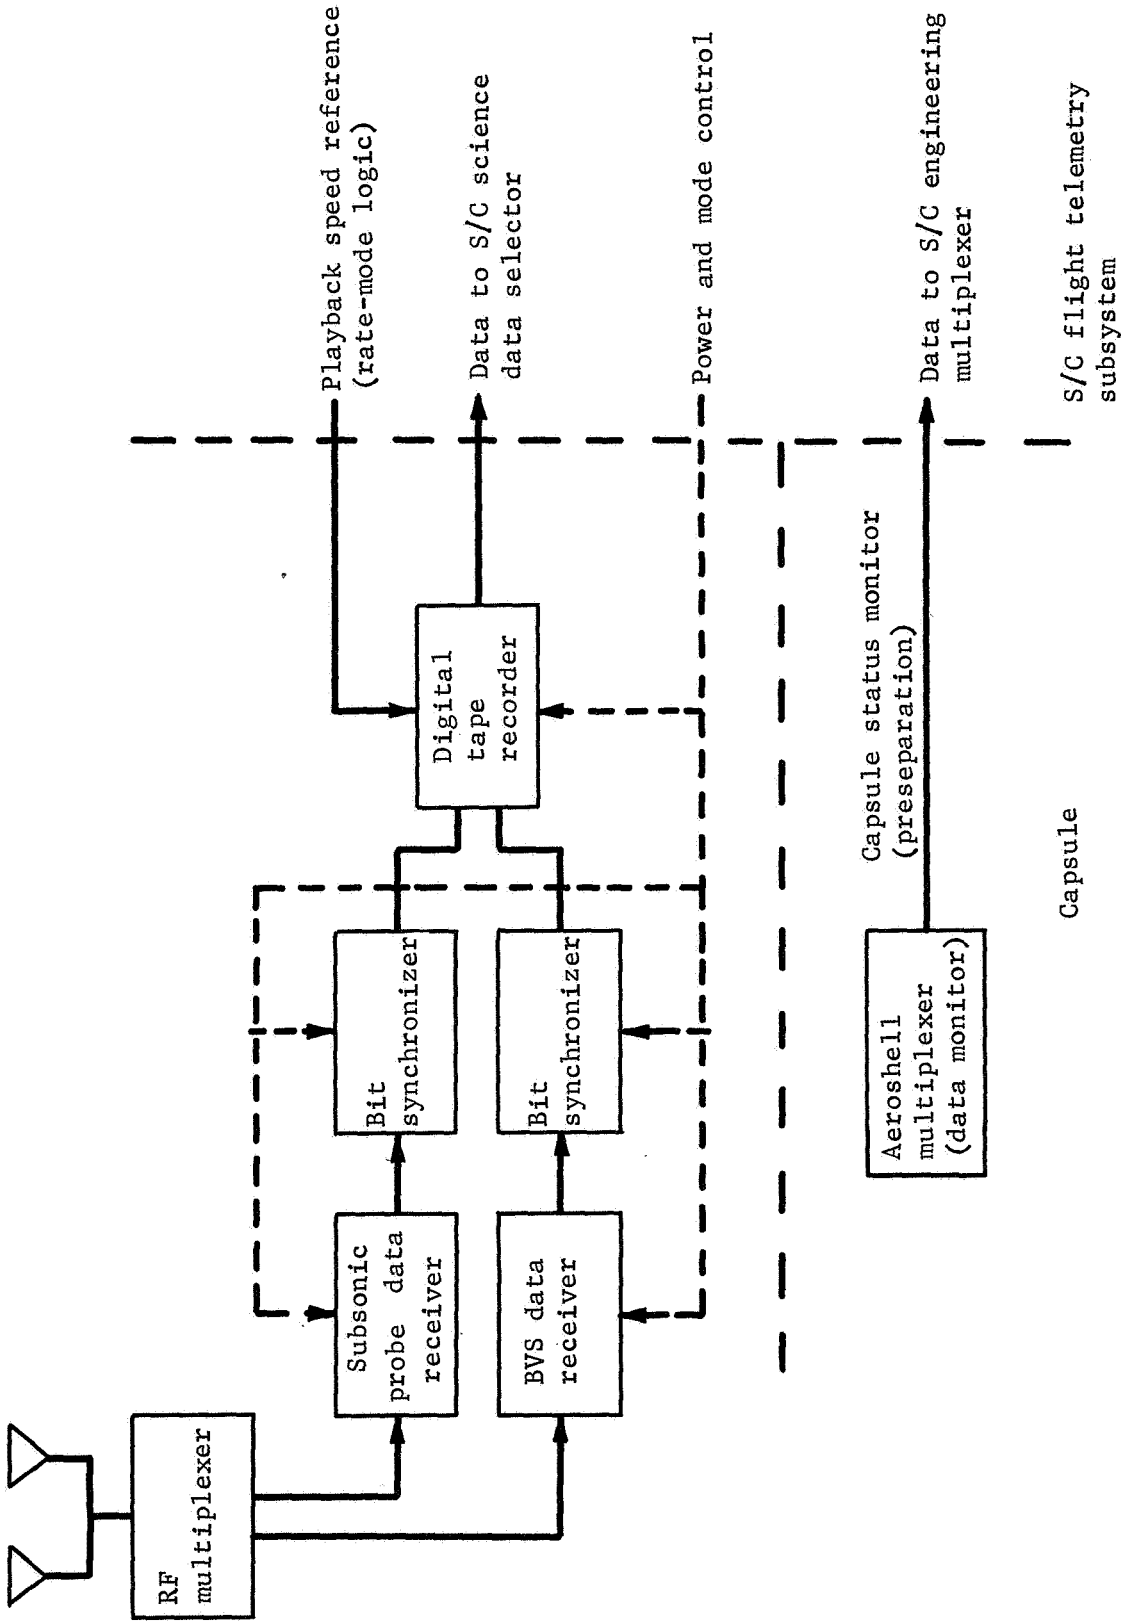 RF
multiplexer
Subsonic
probe data
receiver
BVS data
receiver
Bit
synchronizer
Bit
synchronizer
Digital
tape
recorder
Playback speed reference
(rate-mode logic)
Data to S/C science
data selector
Power and mode control
Aeroshell
multiplexer
(data monitor)
Capsule status monitor
(preseparation)
Data to S/C engineering
multiplexer
Capsule
S/C flight telemetry
subsystem